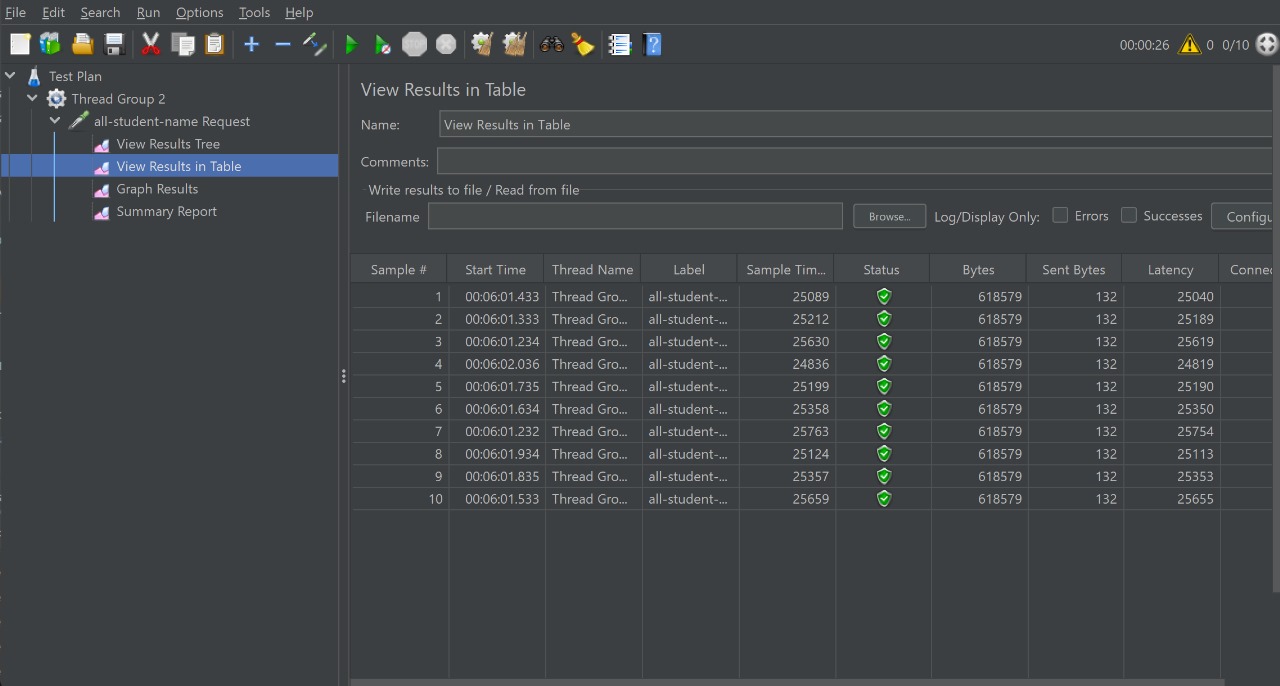 File Edit Search Run Options Tools Help
STOP 00:00:26 0 0/10
Test Plan
Thread Group 2
all-student-name Request
View Results Tree
View Results in Table
Graph Results
Summary Report
View Results in Table
Name: View Results in Table
Comments:
Write results to file / Read from file
Filename Browse... Log/Display Only: Errors Successes Configu
Sample # Start Time Thread Name Label Sample Tim... Status Bytes Sent Bytes Latency Connec
1 00:06:01.433 Thread Gro... all-student-... 25089 618579 132 25040
2 00:06:01.333 Thread Gro... all-student-... 25212 618579 132 25189
3 00:06:01.234 Thread Gro... all-student-... 25630 618579 132 25619
4 00:06:02.036 Thread Gro... all-student-... 24836 618579 132 24819
5 00:06:01.735 Thread Gro... all-student-... 25199 618579 132 25190
6 00:06:01.634 Thread Gro... all-student-... 25358 618579 132 25350
7 00:06:01.232 Thread Gro... all-student-... 25763 618579 132 25754
8 00:06:01.934 Thread Gro... all-student-... 25124 618579 132 25113
9 00:06:01.835 Thread Gro... all-student-... 25357 618579 132 25353
10 00:06:01.533 Thread Gro... all-student-... 25659 618579 132 25655